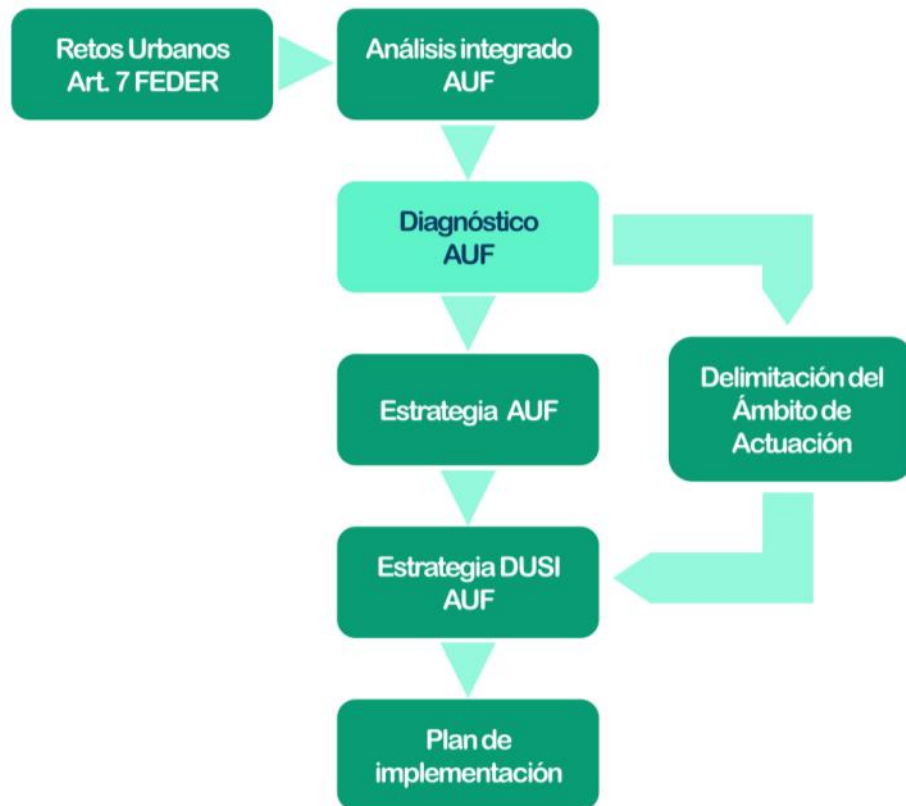 Retos Urbanos
Art. 7 FEDER
Análisis integrado
AUF
Diagnóstico
AUF
Estrategia AUF
Delimitación del
Ámbito de
Actuación
Estrategia DUSI
AUF
Plan de
implementación